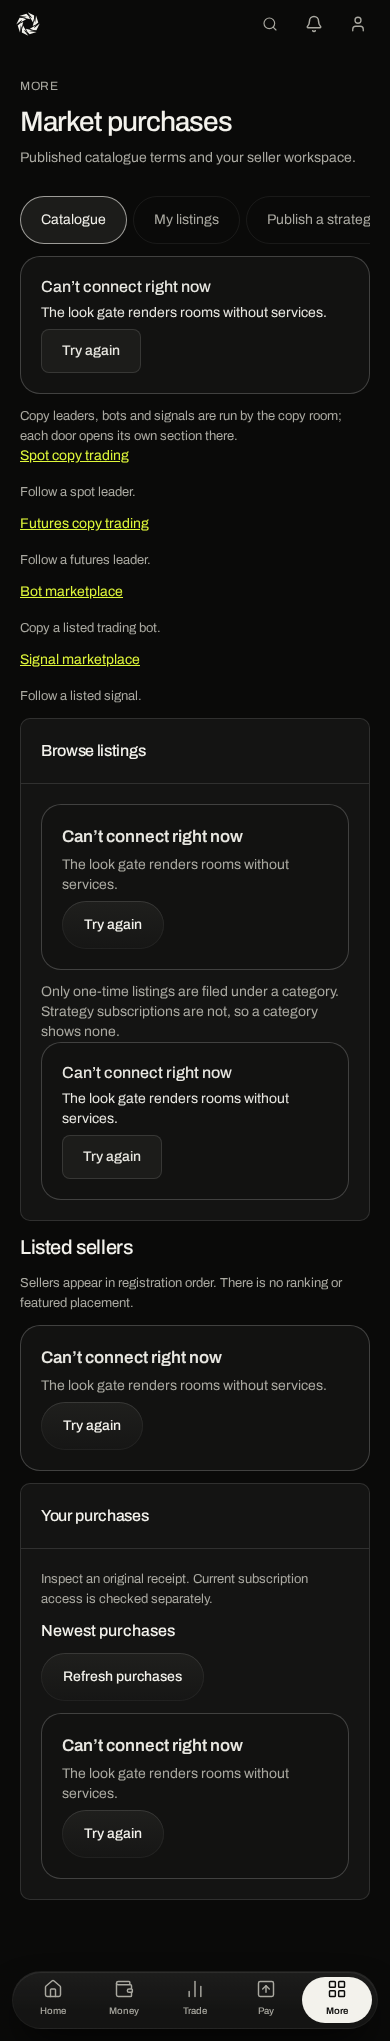 MORE
Market purchases
Published catalogue terms and your seller workspace.
Catalogue
My listings
Publish a strateg
Can’t connect right now
The look gate renders rooms without services.
Try again
Copy leaders, bots and signals are run by the copy room;
each door opens its own section there.
Spot copy trading
Follow a spot leader.
Futures copy trading
Follow a futures leader.
Bot marketplace
Copy a listed trading bot.
Signal marketplace
Follow a listed signal.
Browse listings
Can’t connect right now
The look gate renders rooms without
services.
Try again
Only one-time listings are filed under a category.
Strategy subscriptions are not, so a category
shows none.
Can’t connect right now
The look gate renders rooms without
services.
Try again
Listed sellers
Sellers appear in registration order. There is no ranking or
featured placement.
Can’t connect right now
The look gate renders rooms without services.
Try again
Your purchases
Inspect an original receipt. Current subscription
access is checked separately.
Newest purchases
Refresh purchases
Can’t connect right now
The look gate renders rooms without
services.
Try again
Home
Money
Trade
Pay
More